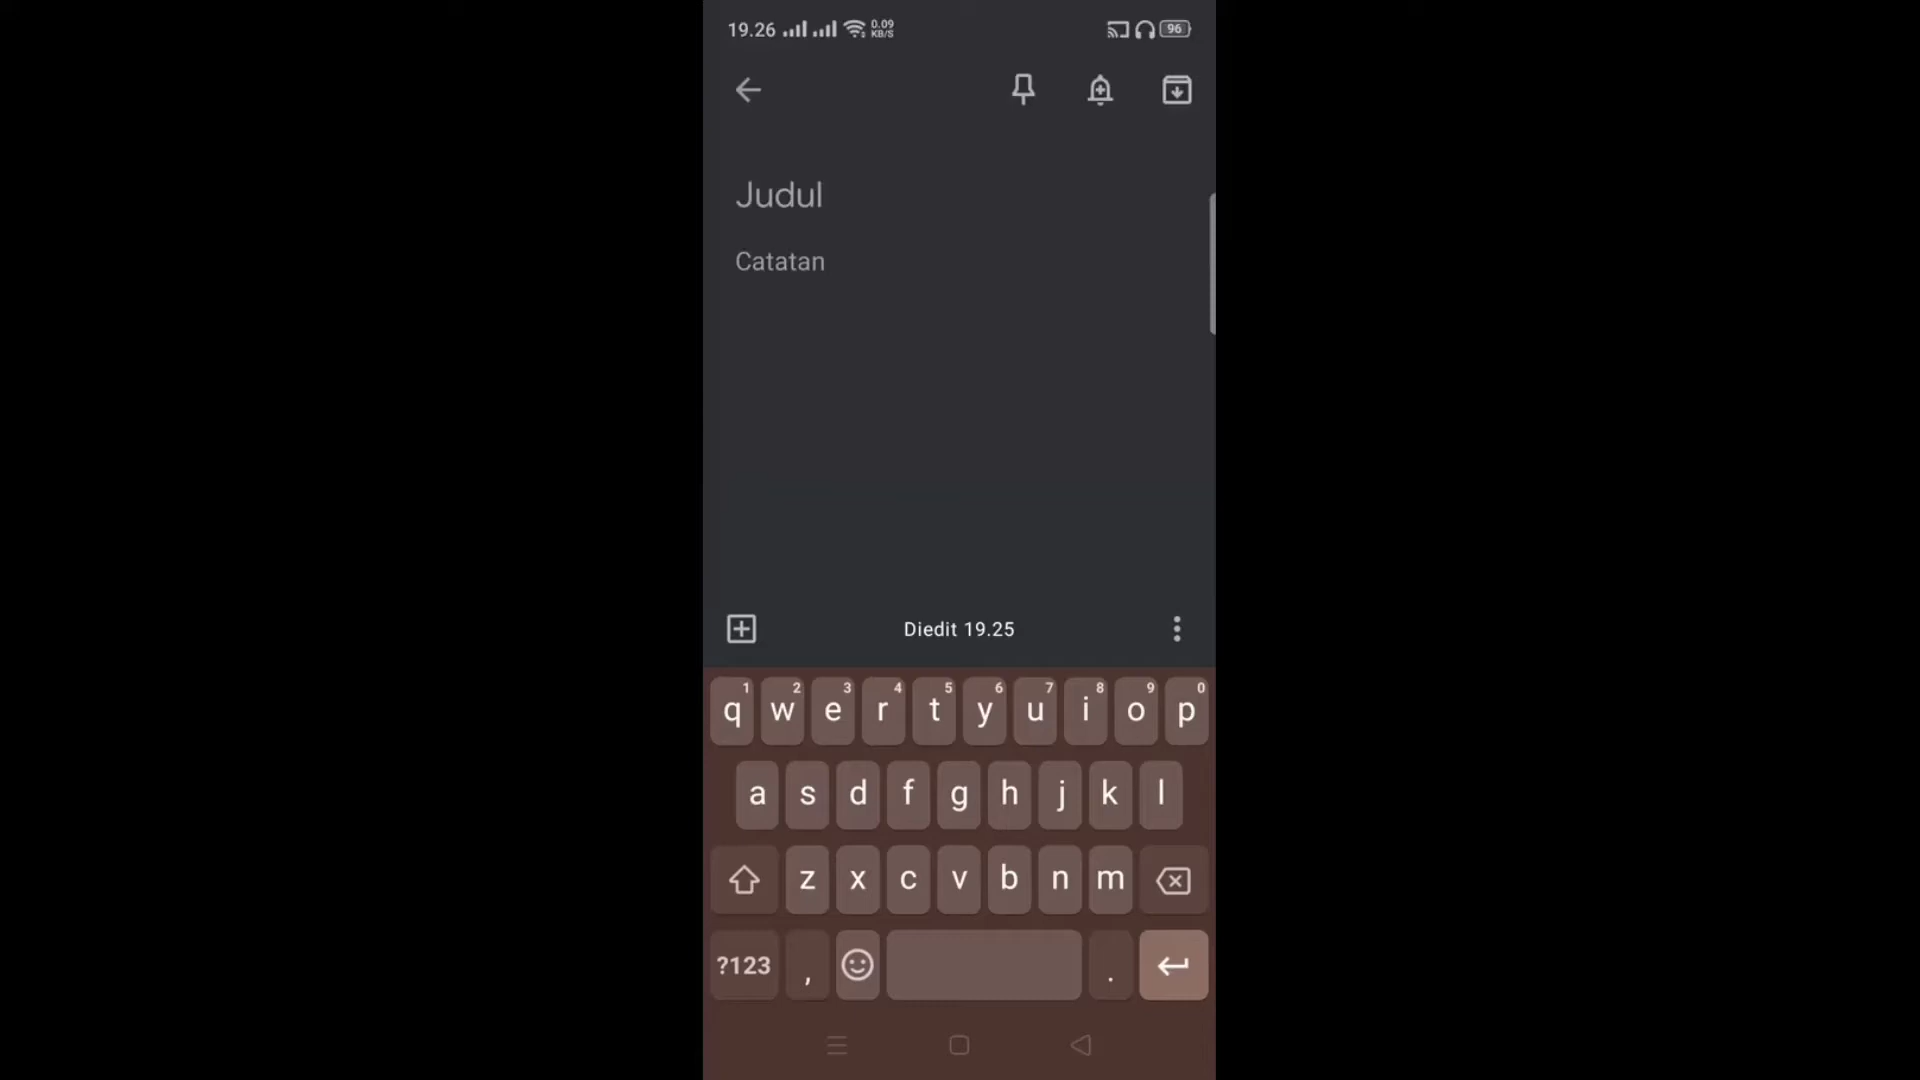 19.26 0.09 KB/S 96
Judul
Catatan
Diedit 19.25
1 2 3 4 5 6 7 8 9 0
q w e r t y u i o p
a s d f g h j k l
z x c v b n m
?123 , .